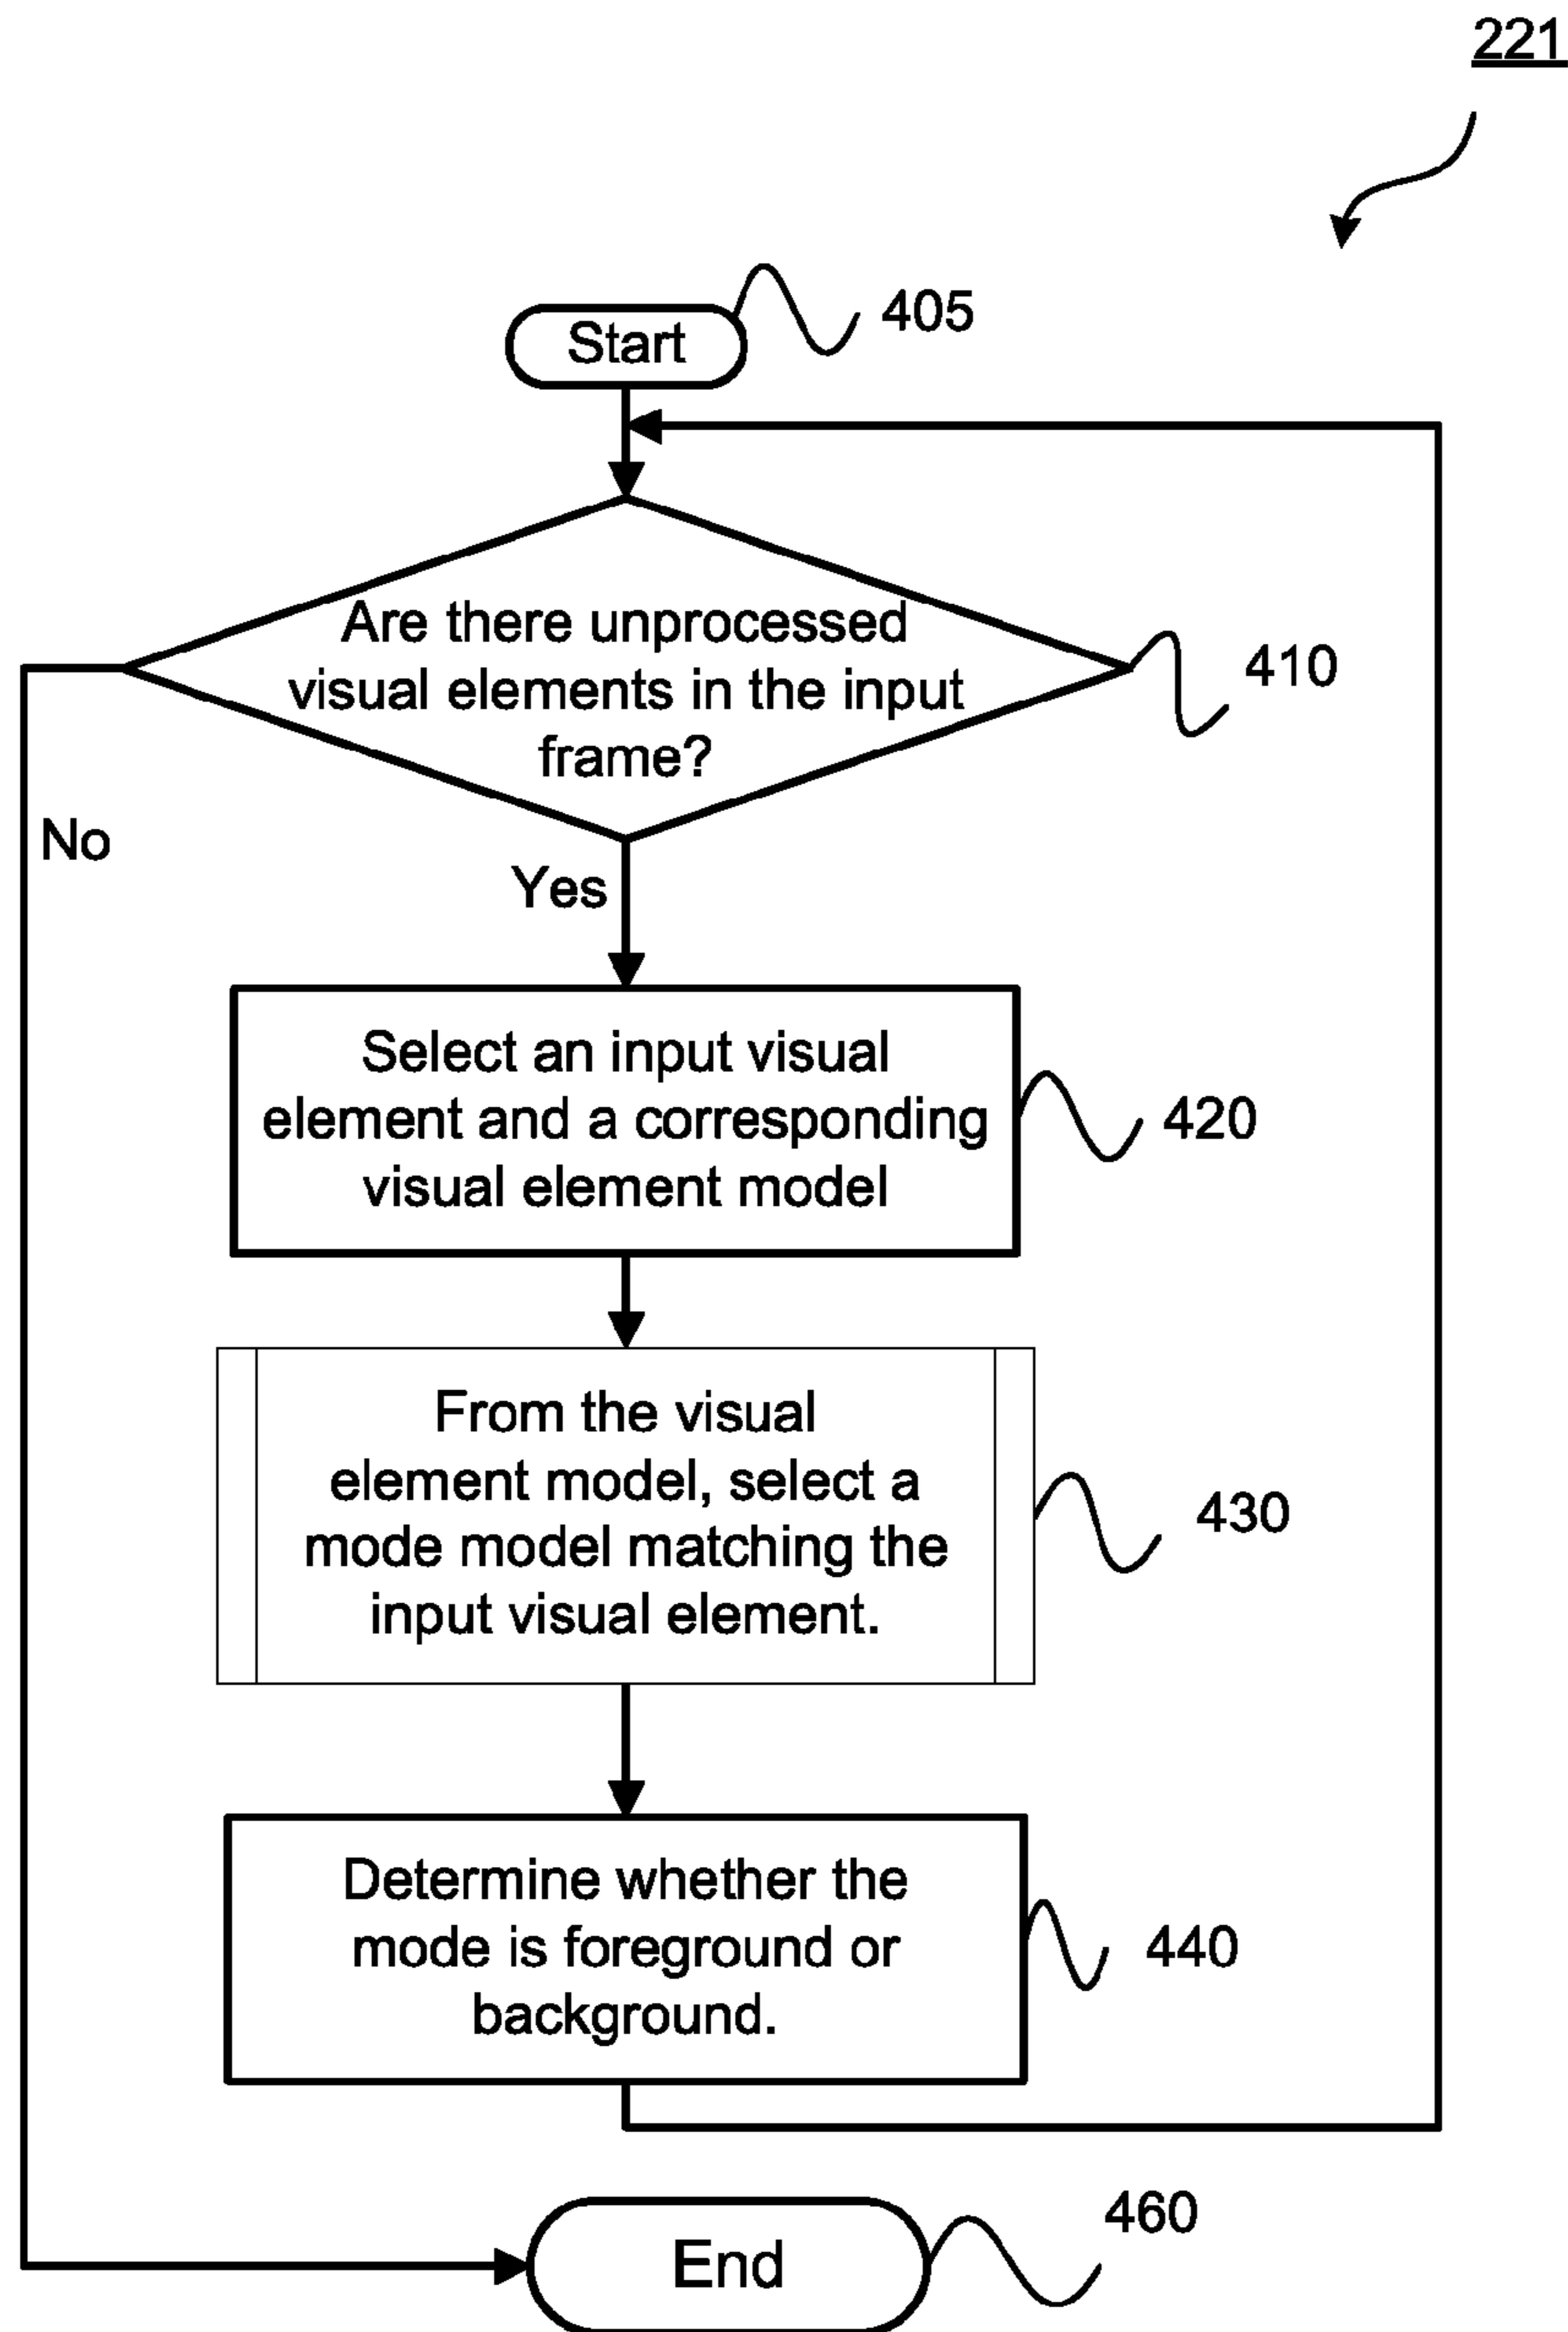 221
Start
405
Are there unprocessed
visual elements in the input
frame?
410
No
Yes
Select an input visual
element and a corresponding
visual element model
420
From the visual
element model, select a
mode model matching the
input visual element.
430
Determine whether the
mode is foreground or
background.
440
460
End